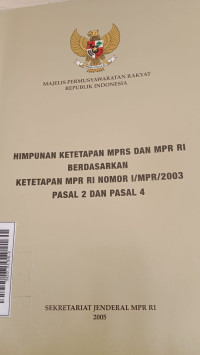 MAJELIS PERMUSYAWARATAN RAKYAT
REPUBLIK INDONESIA
HIMPUNAN KETETAPAN MPRS DAN MPR RI
BERDASARKAN
KETETAPAN MPR RI NOMOR I/MPR/2003
PASAL 2 DAN PASAL 4
SEKRETARIAT JENDERAL MPR RI
2005